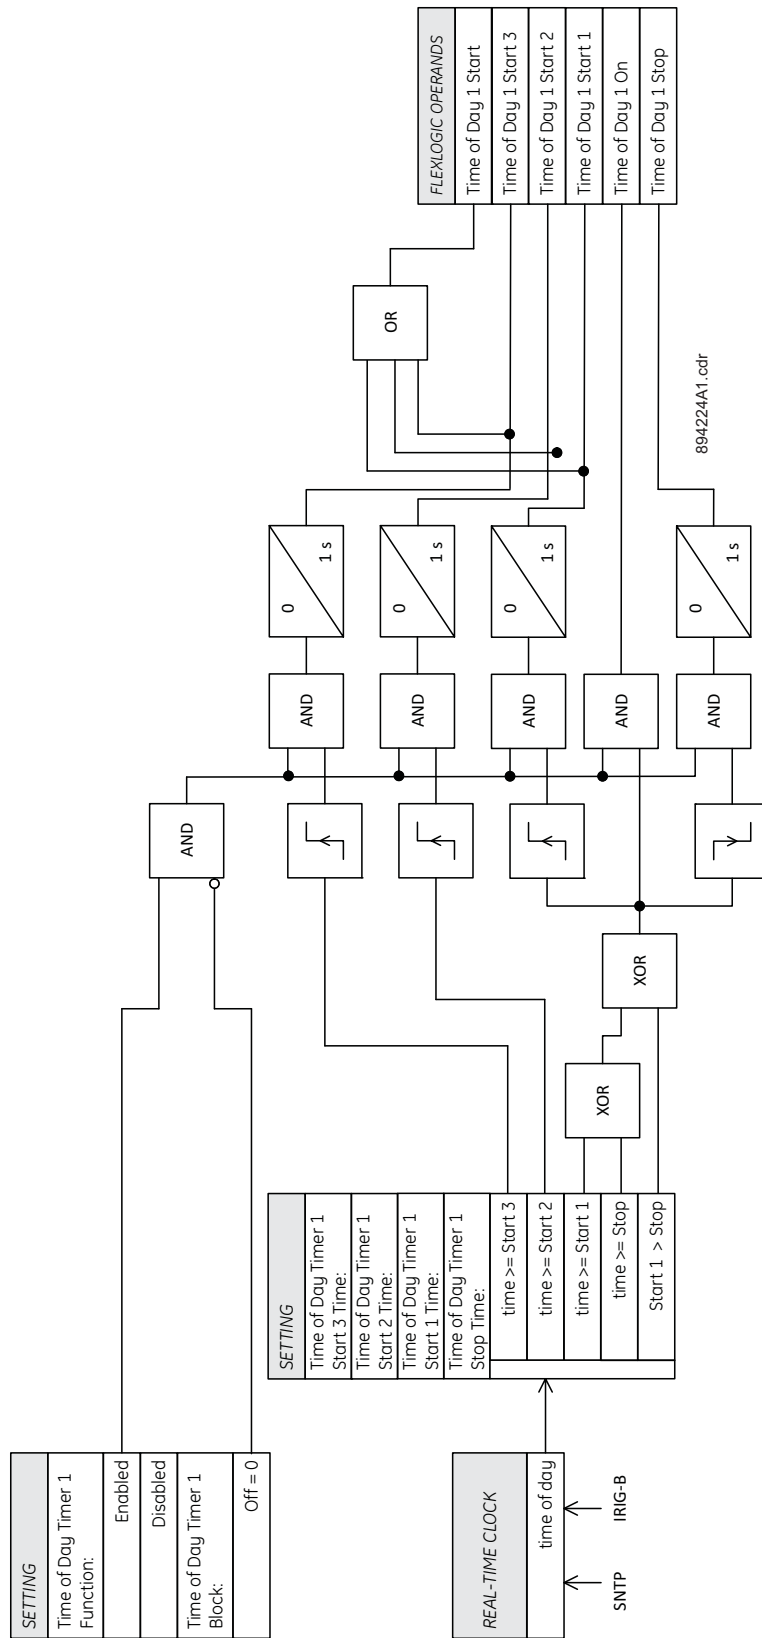 SETTING
Time of Day Timer 1
Function:
Enabled
Disabled
Time of Day Timer 1
Block:
Off = 0
REAL-TIME CLOCK
time of day
SNTP
IRIG-B
SETTING
Time of Day Timer 1
Start 3 Time:
Time of Day Timer 1
Start 2 Time:
Time of Day Timer 1
Start 1 Time:
Time of Day Timer 1
Stop Time:
time >= Start 3
time >= Start 2
time >= Start 1
time >= Stop
Start 1 > Stop
XOR
XOR
AND
AND
AND
AND
AND
AND
0
1 s
0
1 s
0
1 s
0
1 s
OR
FLEXLOGIC OPERANDS
Time of Day 1 Start
Time of Day 1 Start 3
Time of Day 1 Start 2
Time of Day 1 Start 1
Time of Day 1 On
Time of Day 1 Stop
894224A1.cdr